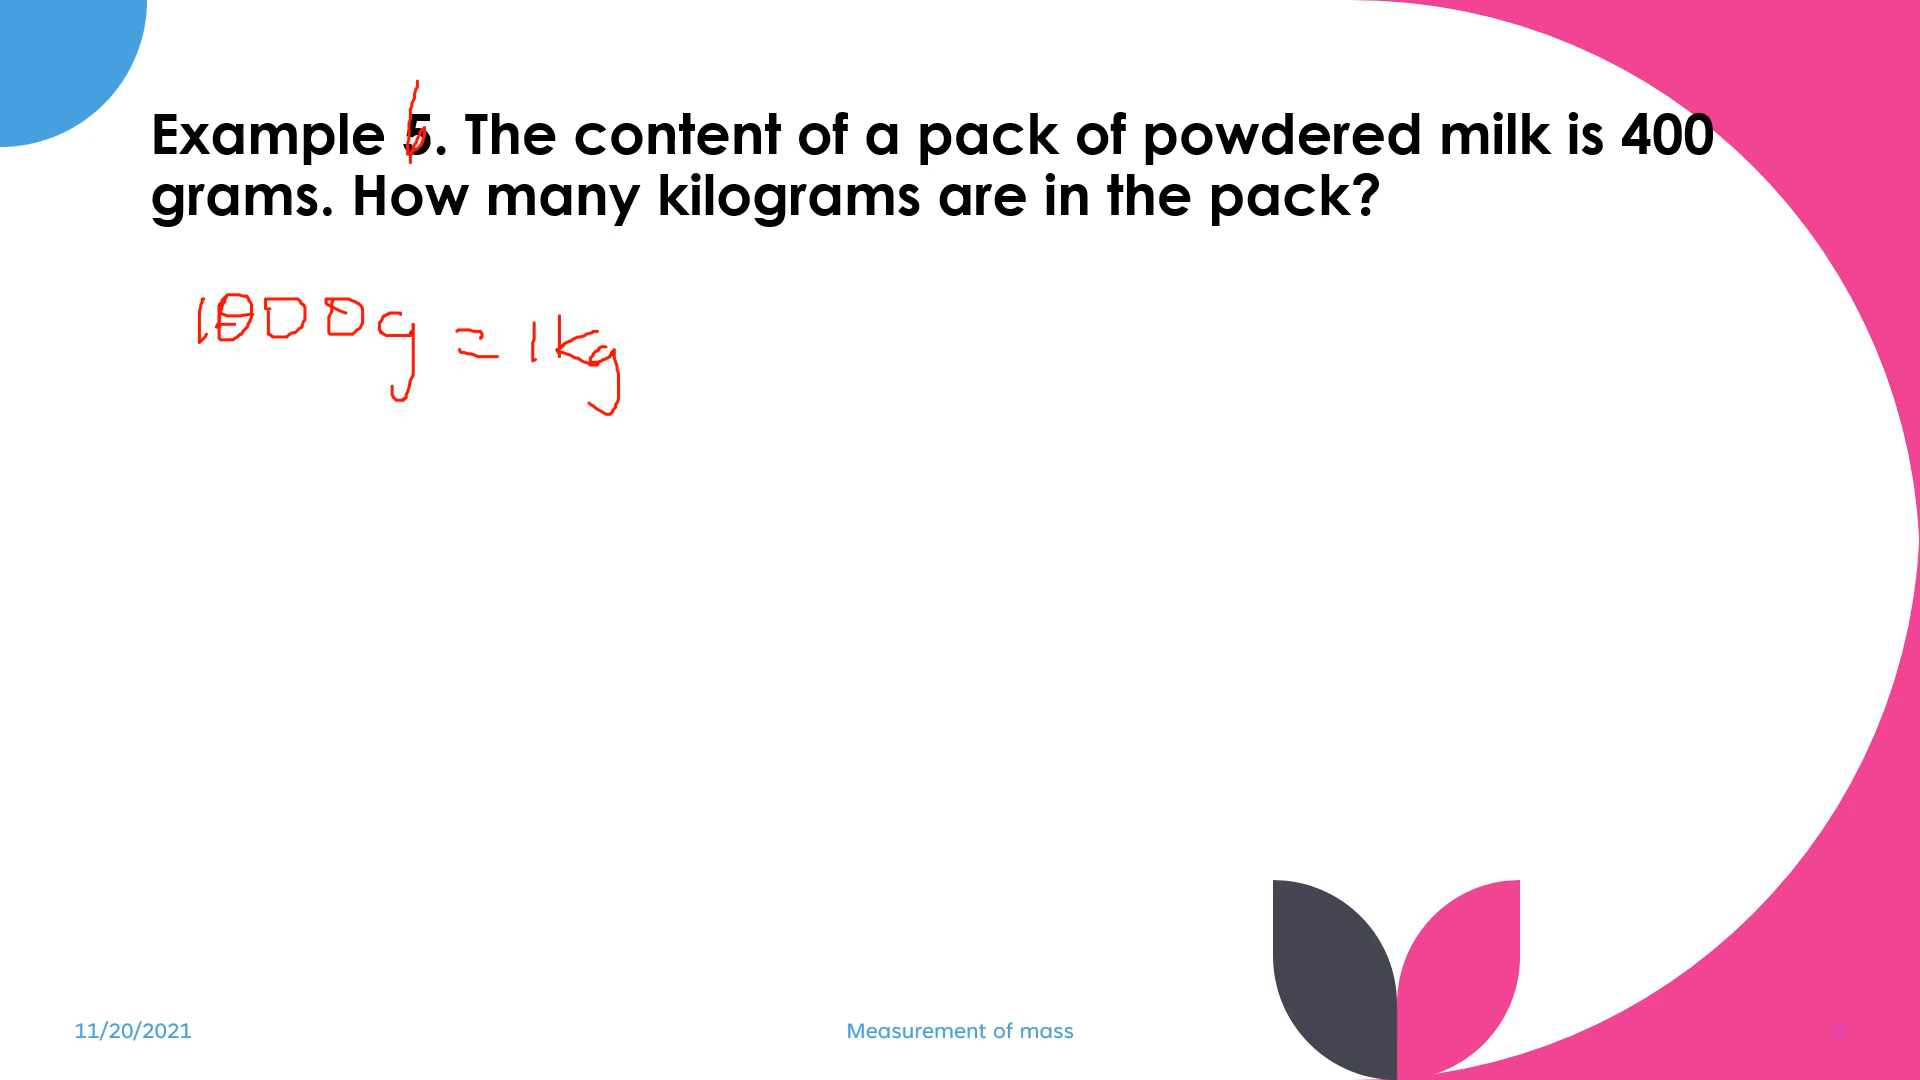 Example 6. The content of a pack of powdered milk is 400
grams. How many kilograms are in the pack?
1000g = 1kg
11/20/2021
Measurement of mass